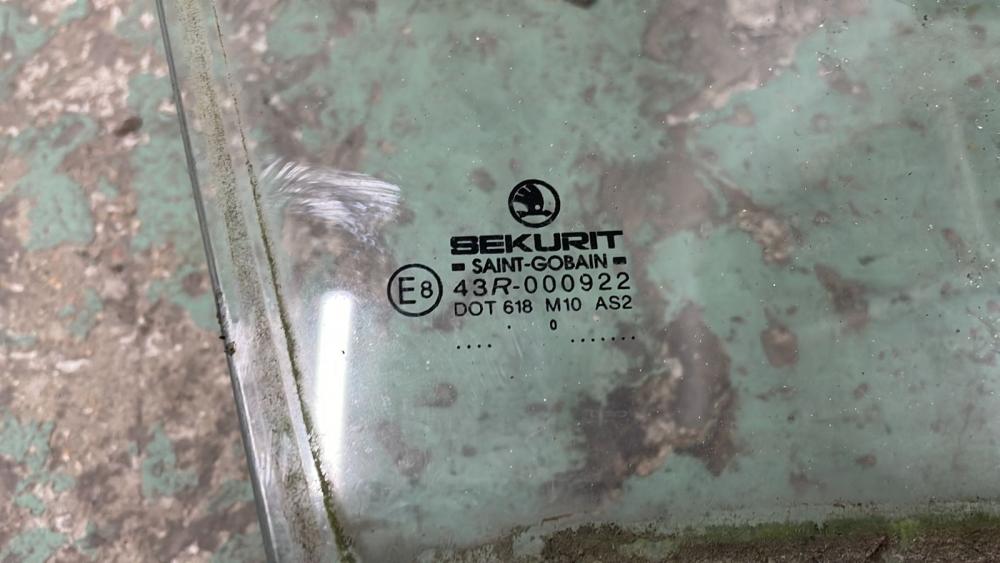 SEKURIT
SAINT-GOBAIN
E8 43R-000922
DOT 618 M10 AS2
. 0
.... .......